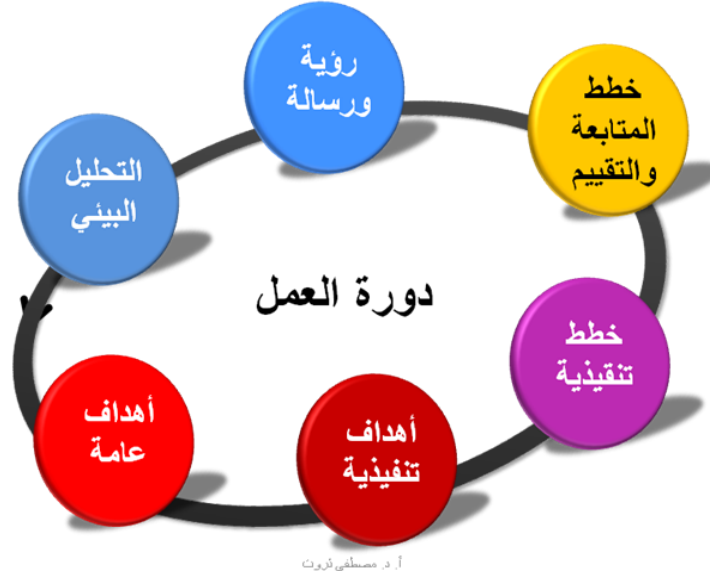 رؤية
ورسالة
خطط
المتابعة
والتقييم
التحليل
البيئي
دورة العمل
خطط
تنقيذية
أهداف
عامة
أهداف
تنفيذية
أ. د. مصطفى ثروت